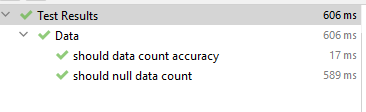 Test Results 606 ms
Data 606 ms
should data count accuracy 17 ms
should null data count 589 ms